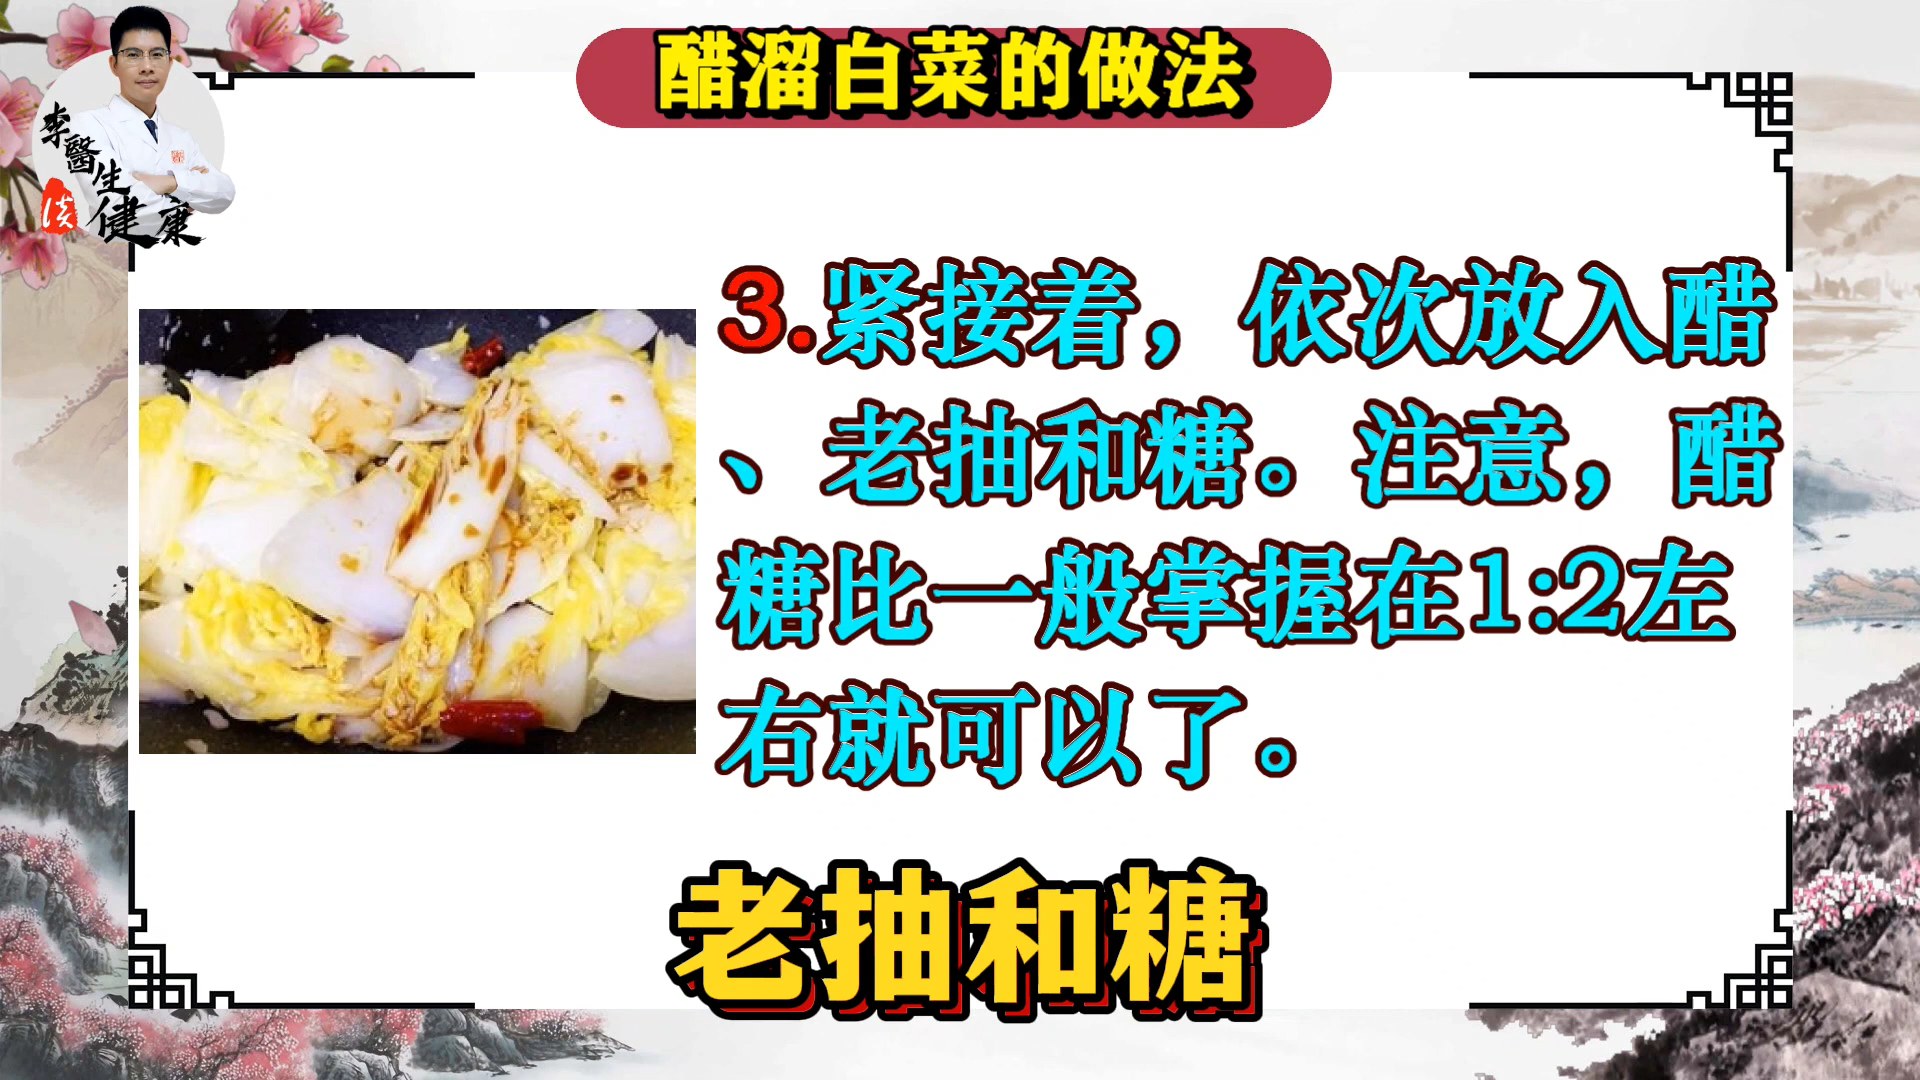 醋溜白菜的做法
李醫生
谈健康
3.紧接着，依次放入醋
、老抽和糖。注意，醋
糖比一般掌握在1:2左
右就可以了。
老抽和糖